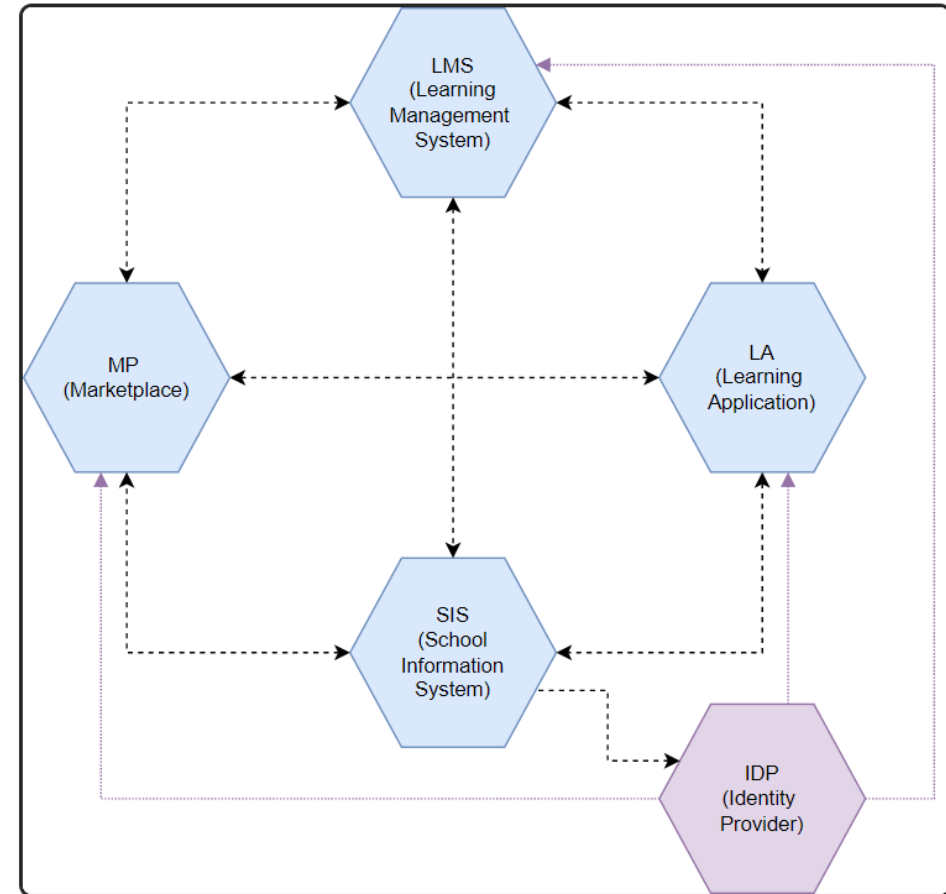 LMS
(Learning
Management
System)
MP
(Marketplace)
LA
(Learning
Application)
SIS
(School
Information
System)
IDP
(Identity
Provider)